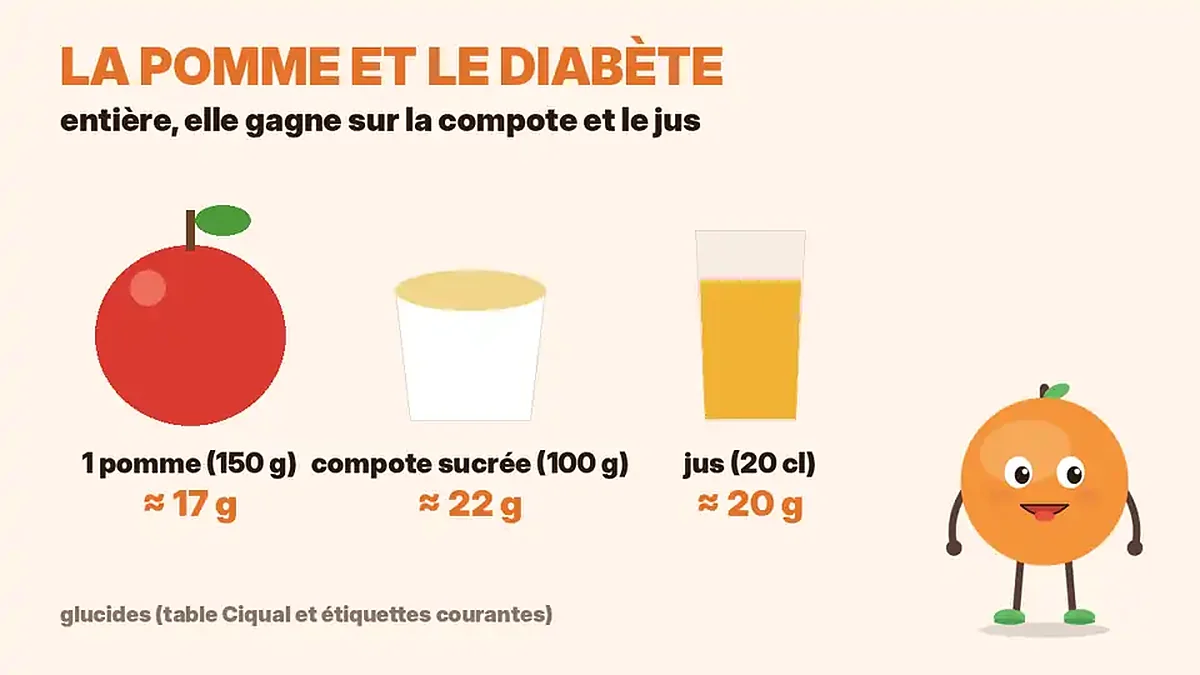 LA POMME ET LE DIABÈTE
entière, elle gagne sur la compote et le jus
1 pomme (150 g) compote sucrée (100 g) jus (20 cl)
≈ 17 g ≈ 22 g ≈ 20 g
glucides (table Ciqual et étiquettes courantes)